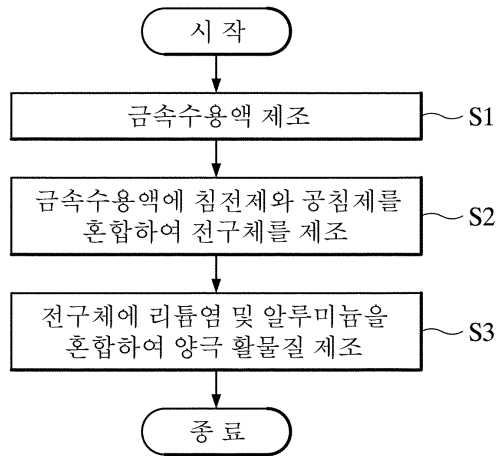 시 작
금속수용액 제조
S1
금속수용액에 침전제와 공침제를
혼합하여 전구체를 제조
S2
전구체에 리튬염 및 알루미늄을
혼합하여 양극 활물질 제조
S3
종 료